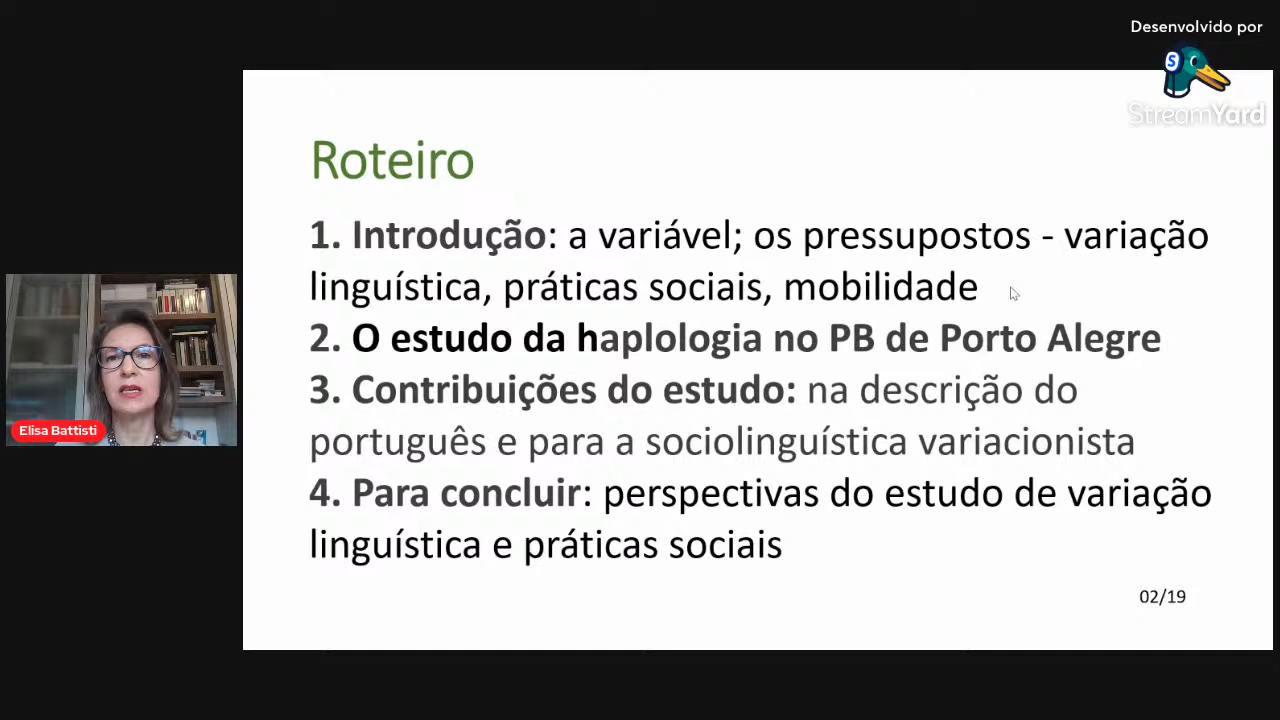 Desenvolvido por
StreamYard
Roteiro
1. Introdução: a variável; os pressupostos - variação
linguística, práticas sociais, mobilidade
2. O estudo da haplologia no PB de Porto Alegre
3. Contribuições do estudo: na descrição do
português e para a sociolinguística variacionista
4. Para concluir: perspectivas do estudo de variação
linguística e práticas sociais
02/19
Elisa Battisti